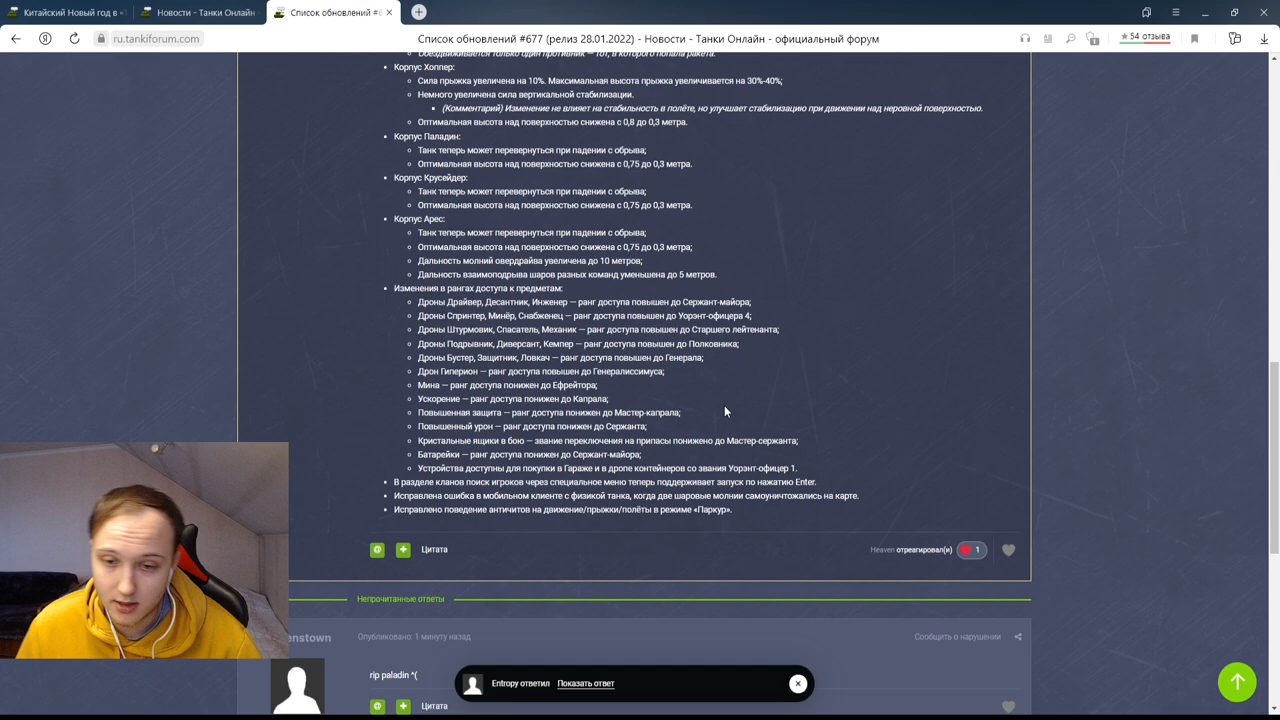 Китайский Новый год в «Т
Новости - Танки Онлайн
Список обновлений #6
ru.tankiforum.com
Список обновлений #677 (релиз 28.01.2022) - Новости - Танки Онлайн - официальный форум
54 отзыва
Обездвиживается только один противник — тот, в которого попала ракета.
Корпус Хоппер:
Сила прыжка увеличена на 10%. Максимальная высота прыжка увеличивается на 30%-40%;
Немного увеличена сила вертикальной стабилизации.
(Комментарий) Изменение не влияет на стабильность в полёте, но улучшает стабилизацию при движении над неровной поверхностью.
Оптимальная высота над поверхностью снижена с 0,8 до 0,3 метра.
Корпус Паладин:
Танк теперь может перевернуться при падении с обрыва;
Оптимальная высота над поверхностью снижена с 0,75 до 0,3 метра.
Корпус Крусейдер:
Танк теперь может перевернуться при падении с обрыва;
Оптимальная высота над поверхностью снижена с 0,75 до 0,3 метра.
Корпус Арес:
Танк теперь может перевернуться при падении с обрыва;
Оптимальная высота над поверхностью снижена с 0,75 до 0,3 метра;
Дальность молний овердрайва увеличена до 10 метров;
Дальность взаимоподрыва шаров разных команд уменьшена до 5 метров.
Изменения в рангах доступа к предметам:
Дроны Драйвер, Десантник, Инженер — ранг доступа повышен до Сержант-майора;
Дроны Спринтер, Минёр, Снабженец — ранг доступа повышен до Уорэнт-офицера 4;
Дроны Штурмовик, Спасатель, Механик — ранг доступа повышен до Старшего лейтенанта;
Дроны Подрывник, Диверсант, Кемпер — ранг доступа повышен до Полковника;
Дроны Бустер, Защитник, Ловкач — ранг доступа повышен до Генерала;
Дрон Гиперион — ранг доступа повышен до Генералиссимуса;
Мина — ранг доступа понижен до Ефрейтора;
Ускорение — ранг доступа понижен до Капрала;
Повышенная защита — ранг доступа понижен до Мастер-капрала;
Повышенный урон — ранг доступа понижен до Сержанта;
Кристальные ящики в бою — звание переключения на припасы понижено до Мастер-сержанта;
Батарейки — ранг доступа понижен до Сержант-майора;
Устройства доступны для покупки в Гараже и в дропе контейнеров со звания Уорэнт-офицер 1.
В разделе кланов поиск игроков через специальное меню теперь поддерживает запуск по нажатию Enter.
Исправлена ошибка в мобильном клиенте с физикой танка, когда две шаровые молнии самоуничтожались на карте.
Исправлено поведение античитов на движение/прыжки/полёты в режиме «Паркур».
Цитата
Heaven отреагировал(и) 1
Непрочитанные ответы
enstown
Опубликовано: 1 минуту назад
Сообщить о нарушении
rip paladin ^(
Entropy ответил Показать ответ
Цитата